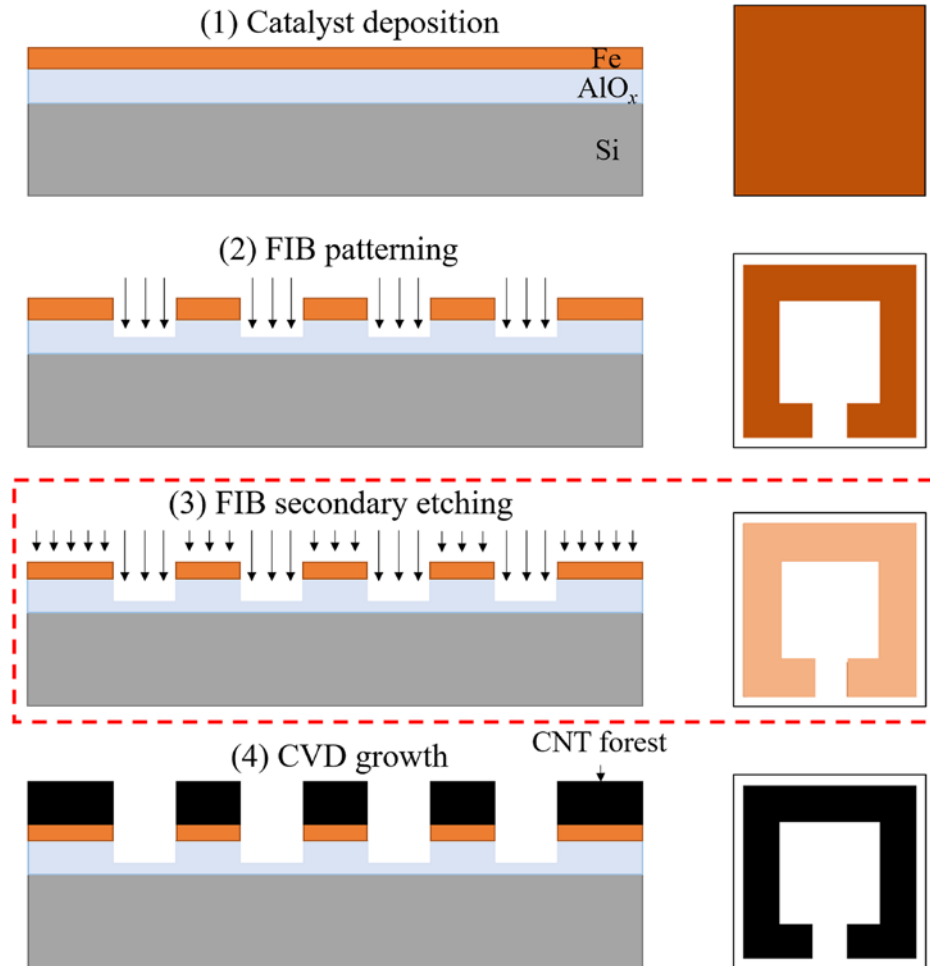 (1) Catalyst deposition
Fe
AlOₓ
Si
(2) FIB patterning
(3) FIB secondary etching
(4) CVD growth
CNT forest